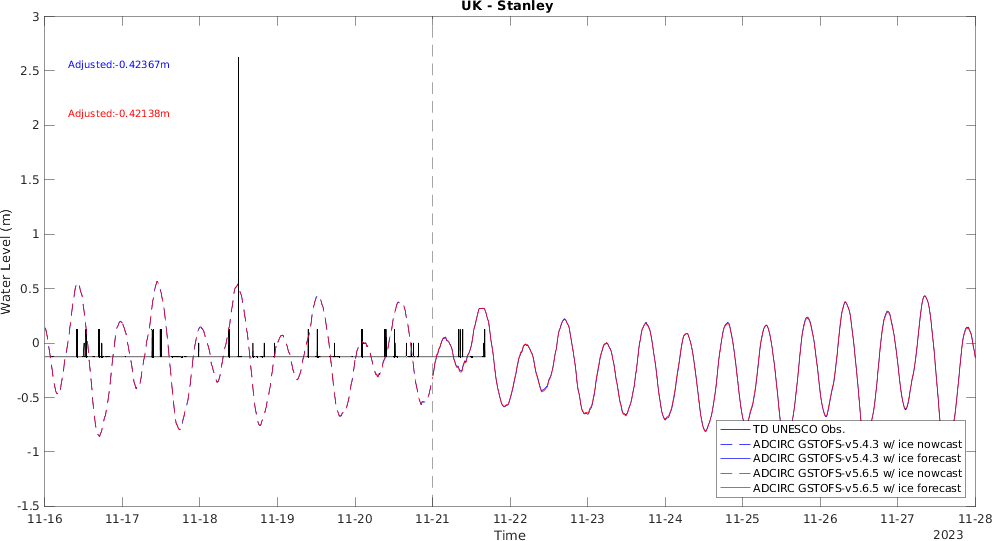 UK - Stanley
3
2.5
2
1.5
1
0.5
0
-0.5
-1
-1.5
Water Level (m)
Adjusted:-0.42367m
Adjusted:-0.42138m
TD UNESCO Obs.
ADCIRC GSTOFS-v5.4.3 w/ ice nowcast
ADCIRC GSTOFS-v5.4.3 w/ ice forecast
ADCIRC GSTOFS-v5.6.5 w/ ice nowcast
ADCIRC GSTOFS-v5.6.5 w/ ice forecast
11-16 11-17 11-18 11-19 11-20 11-21 11-22 11-23 11-24 11-25 11-26 11-27 11-28
Time
2023